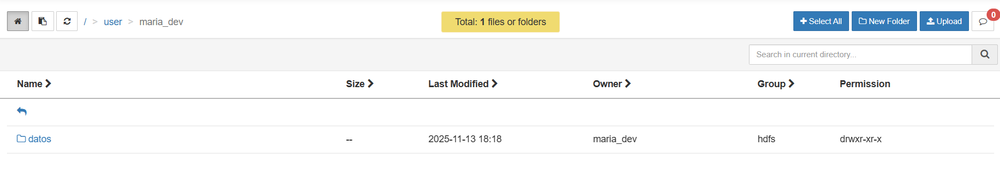 / > user > maria_dev Total: 1 files or folders Select All New Folder Upload 0
Search in current directory...
Name Size Last Modified Owner Group Permission
datos -- 2025-11-13 18:18 maria_dev hdfs drwxr-xr-x